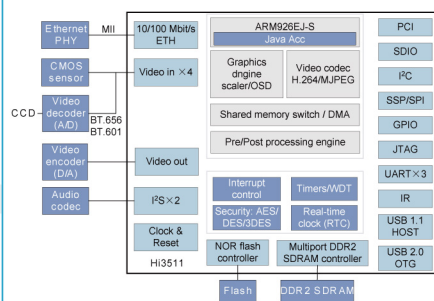 Ethernet
PHY
MII
10/100 Mbit/s
ETH
CMOS
sensor
Video in ×4
CCD
Video
decoder
(A/D)
BT.656
BT.601
Video
encoder
(D/A)
Video out
Audio
codec
I²S×2
Clock &
Reset
Hi3511
ARM926EJ-S
Java Acc
Graphics
dngine
scaler/OSD
Video codec
H.264/MJPEG
Shared memory switch / DMA
Pre/Post processing engine
Interrupt
control
Timers/WDT
Security: AES/
DES/3DES
Real-time
clock (RTC)
NOR flash
controller
Multiport DDR2
SDRAM controller
Flash
DDR2 SDRAM
PCI
SDIO
I²C
SSP/SPI
GPIO
JTAG
UART×3
IR
USB 1.1
HOST
USB 2.0
OTG